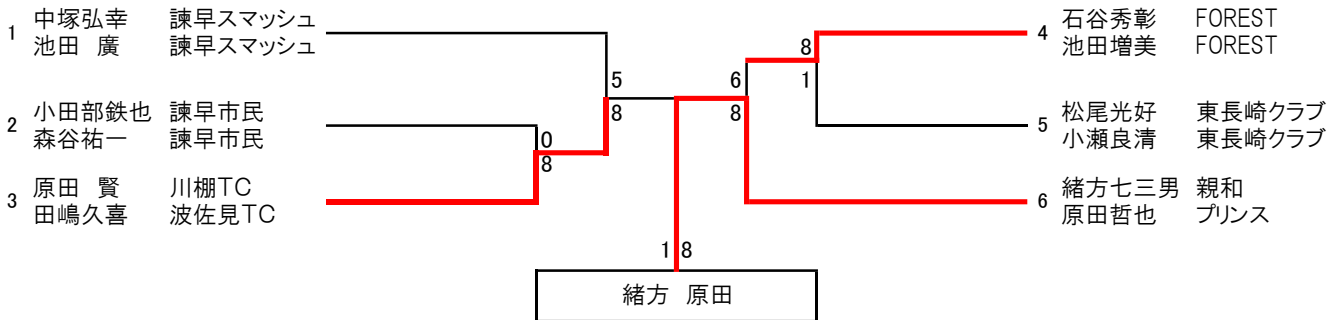 1 中塚弘幸 諫早スマッシュ
池田 廣 諫早スマッシュ
2 小田部鉄也 諫早市民
森谷祐一 諫早市民
3 原田 賢 川棚TC
田嶋久喜 波佐見TC
5
8
0
8
4 石谷秀彰 FOREST
池田増美 FOREST
5 松尾光好 東長崎クラブ
小瀬良清 東長崎クラブ
6 緒方七三男 親和
原田哲也 プリンス
8
1
6
8
1 8
緒方 原田